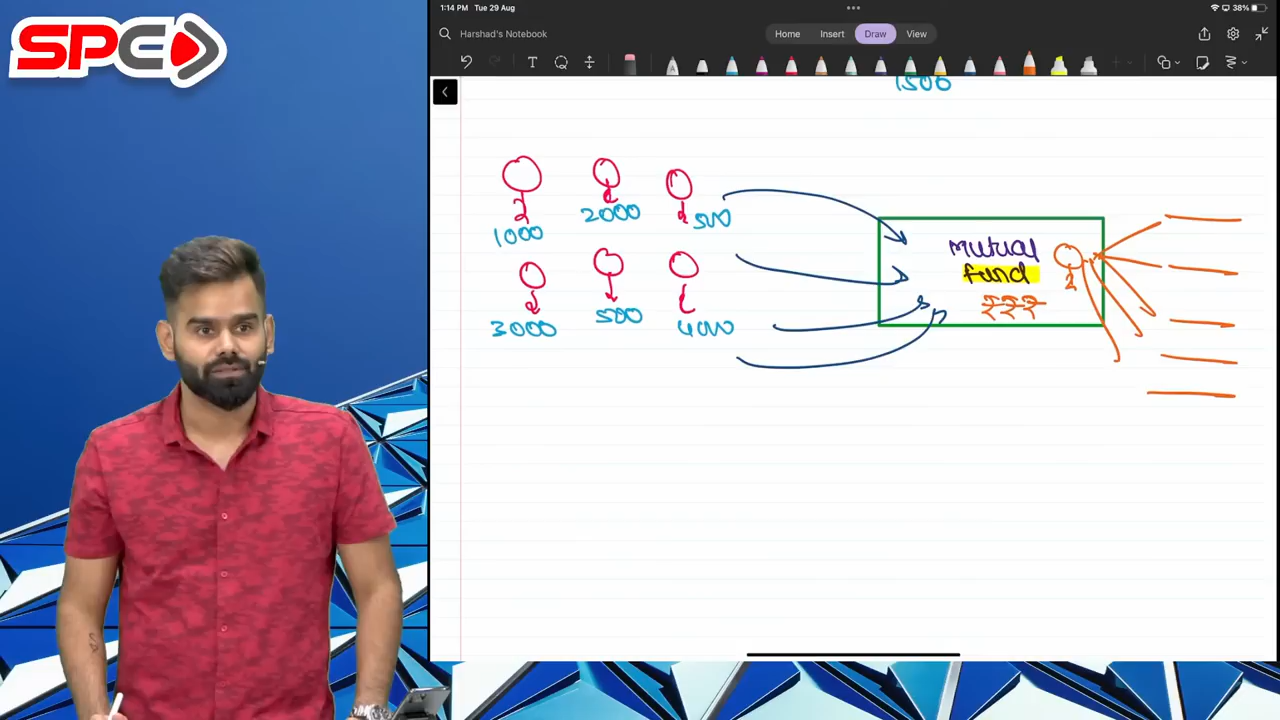 SPC
1:14 PM Tue 29 Aug
38%
Harshad's Notebook
Home Insert Draw View
1500
1000 2000 500
3000 500 4000
Mutual
fund
₹₹₹